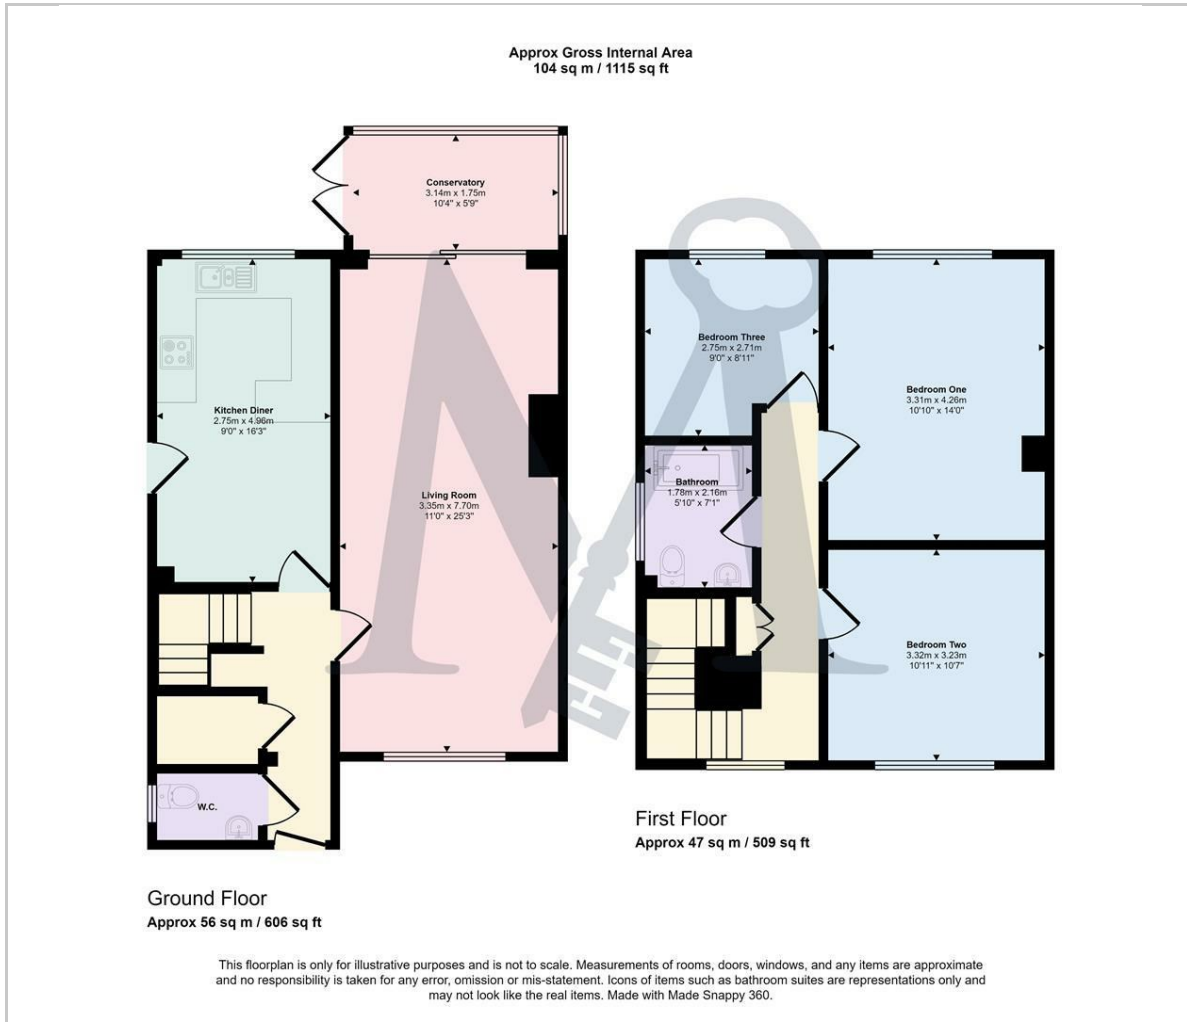 Approx Gross Internal Area
104 sq m / 1115 sq ft
Conservatory
3.14m x 1.75m
10'4" x 5'9"
Kitchen Diner
2.75m x 4.96m
9'0" x 16'3"
Living Room
3.35m x 7.70m
11'0" x 25'3"
W.C.
Ground Floor
Approx 56 sq m / 606 sq ft
Bedroom Three
2.75m x 2.71m
9'0" x 8'11"
Bedroom One
3.31m x 4.26m
10'10" x 14'0"
Bathroom
1.78m x 2.16m
5'10" x 7'1"
Bedroom Two
3.32m x 3.23m
10'11" x 10'7"
First Floor
Approx 47 sq m / 509 sq ft
This floorplan is only for illustrative purposes and is not to scale. Measurements of rooms, doors, windows, and any items are approximate
and no responsibility is taken for any error, omission or mis-statement. Icons of items such as bathroom suites are representations only and
may not look like the real items. Made with Made Snappy 360.